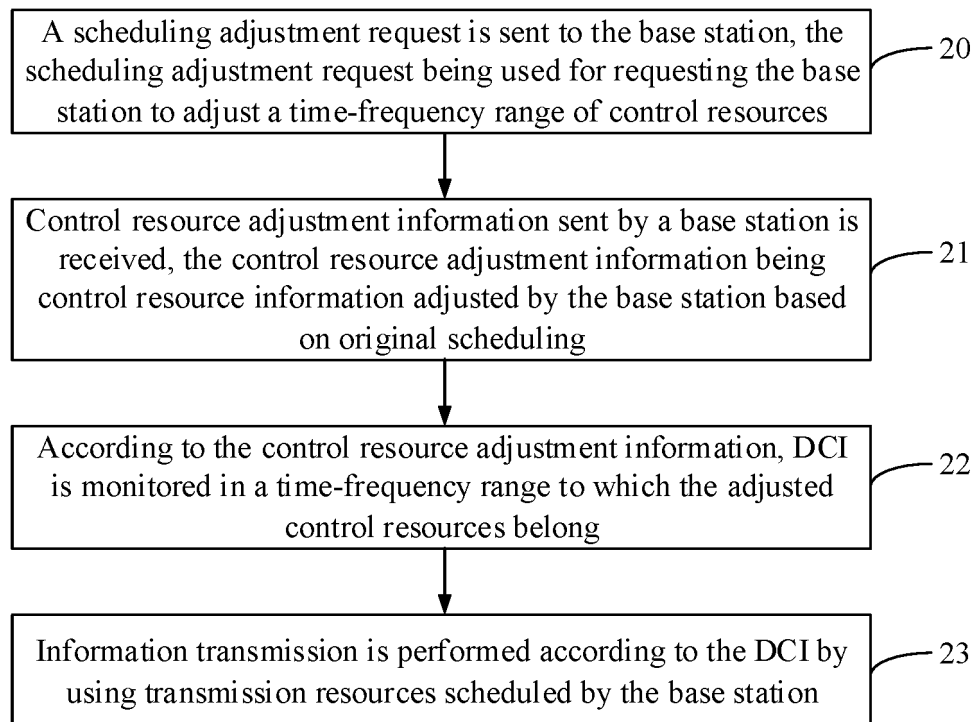 A scheduling adjustment request is sent to the base station, the
scheduling adjustment request being used for requesting the base
station to adjust a time-frequency range of control resources
20
Control resource adjustment information sent by a base station is
received, the control resource adjustment information being
control resource information adjusted by the base station based
on original scheduling
21
According to the control resource adjustment information, DCI
is monitored in a time-frequency range to which the adjusted
control resources belong
22
Information transmission is performed according to the DCI by
using transmission resources scheduled by the base station
23